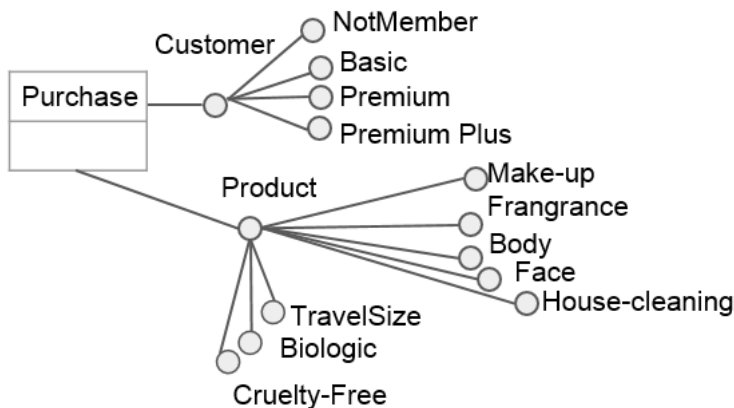 NotMember
Customer
Basic
Purchase
Premium
Premium Plus
Product
Make-up
Frangrance
Body
Face
House-cleaning
TravelSize
Biologic
Cruelty-Free